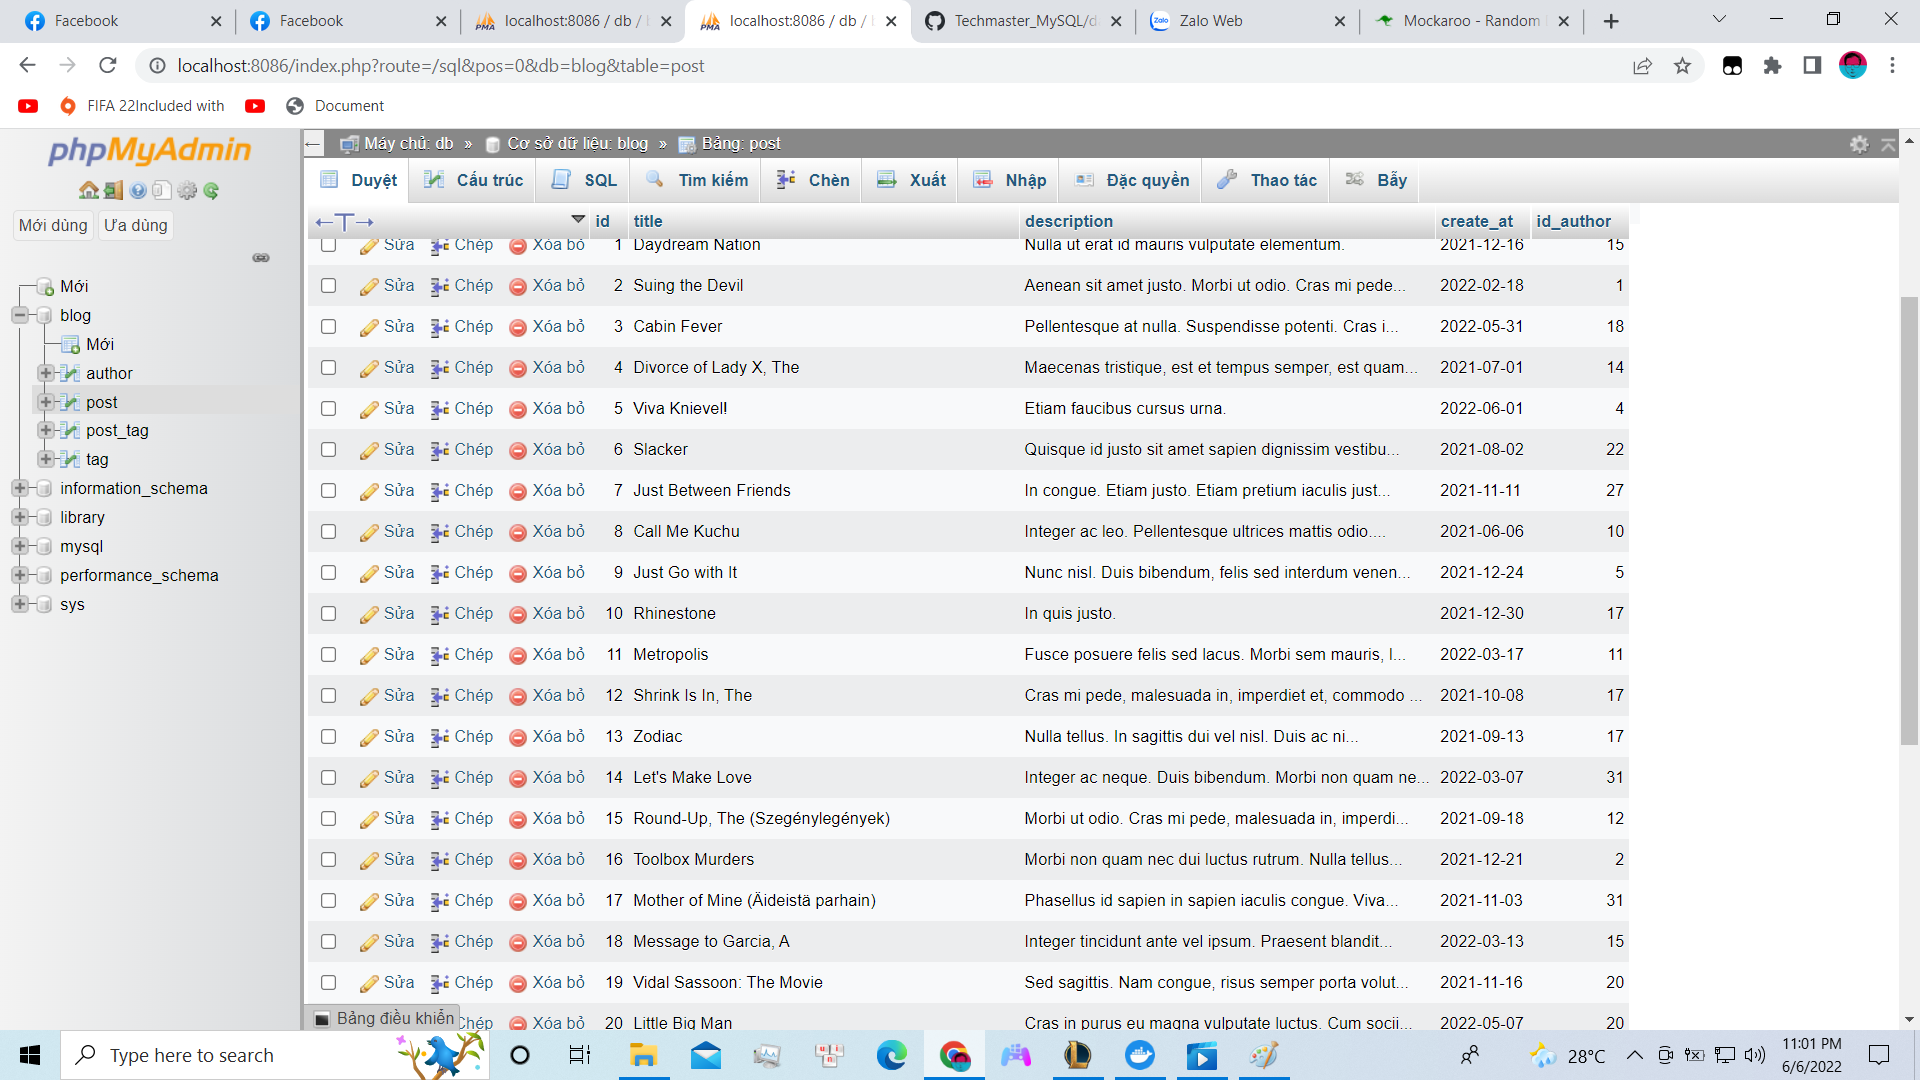 Facebook
Facebook
localhost:8086 / db / b
localhost:8086 / db / b
Techmaster_MySQL/d
Zalo Web
Mockaroo - Random
localhost:8086/index.php?route=/sql&pos=0&db=blog&table=post
FIFA 22Included with
Document
phpMyAdmin
Mới dùng
Ưa dùng
Mới
blog
Mới
author
post
post_tag
tag
information_schema
library
mysql
performance_schema
sys
Máy chủ: db » Cơ sở dữ liệu: blog » Bảng: post
Duyệt Cấu trúc SQL Tìm kiếm Chèn Xuất Nhập Đặc quyền Thao tác Bẫy
←T→ id title description create_at id_author
Sửa Chép Xóa bỏ 1 Daydream Nation Nulla ut erat id mauris vulputate elementum. 2021-12-16 15
Sửa Chép Xóa bỏ 2 Suing the Devil Aenean sit amet justo. Morbi ut odio. Cras mi pede... 2022-02-18 1
Sửa Chép Xóa bỏ 3 Cabin Fever Pellentesque at nulla. Suspendisse potenti. Cras i... 2022-05-31 18
Sửa Chép Xóa bỏ 4 Divorce of Lady X, The Maecenas tristique, est et tempus semper, est quam... 2021-07-01 14
Sửa Chép Xóa bỏ 5 Viva Knievel! Etiam faucibus cursus urna. 2022-06-01 4
Sửa Chép Xóa bỏ 6 Slacker Quisque id justo sit amet sapien dignissim vestibu... 2021-08-02 22
Sửa Chép Xóa bỏ 7 Just Between Friends In congue. Etiam justo. Etiam pretium iaculis just... 2021-11-11 27
Sửa Chép Xóa bỏ 8 Call Me Kuchu Integer ac leo. Pellentesque ultrices mattis odio.... 2021-06-06 10
Sửa Chép Xóa bỏ 9 Just Go with It Nunc nisl. Duis bibendum, felis sed interdum venen... 2021-12-24 5
Sửa Chép Xóa bỏ 10 Rhinestone In quis justo. 2021-12-30 17
Sửa Chép Xóa bỏ 11 Metropolis Fusce posuere felis sed lacus. Morbi sem mauris, l... 2022-03-17 11
Sửa Chép Xóa bỏ 12 Shrink Is In, The Cras mi pede, malesuada in, imperdiet et, commodo ... 2021-10-08 17
Sửa Chép Xóa bỏ 13 Zodiac Nulla tellus. In sagittis dui vel nisl. Duis ac ni... 2021-09-13 17
Sửa Chép Xóa bỏ 14 Let's Make Love Integer ac neque. Duis bibendum. Morbi non quam ne... 2022-03-07 31
Sửa Chép Xóa bỏ 15 Round-Up, The (Szegénylegények) Morbi ut odio. Cras mi pede, malesuada in, imperdi... 2021-09-18 12
Sửa Chép Xóa bỏ 16 Toolbox Murders Morbi non quam nec dui luctus rutrum. Nulla tellus... 2021-12-21 2
Sửa Chép Xóa bỏ 17 Mother of Mine (Äideistä parhain) Phasellus id sapien in sapien iaculis congue. Viva... 2021-11-03 31
Sửa Chép Xóa bỏ 18 Message to Garcia, A Integer tincidunt ante vel ipsum. Praesent blandit... 2022-03-13 15
Sửa Chép Xóa bỏ 19 Vidal Sassoon: The Movie Sed sagittis. Nam congue, risus semper porta volut... 2021-11-16 20
Bảng điều khiển Chép Xóa bỏ 20 Little Big Man Cras in purus eu magna vulputate luctus. Cum socii... 2022-05-07 20
Type here to search
28°C
11:01 PM
6/6/2022